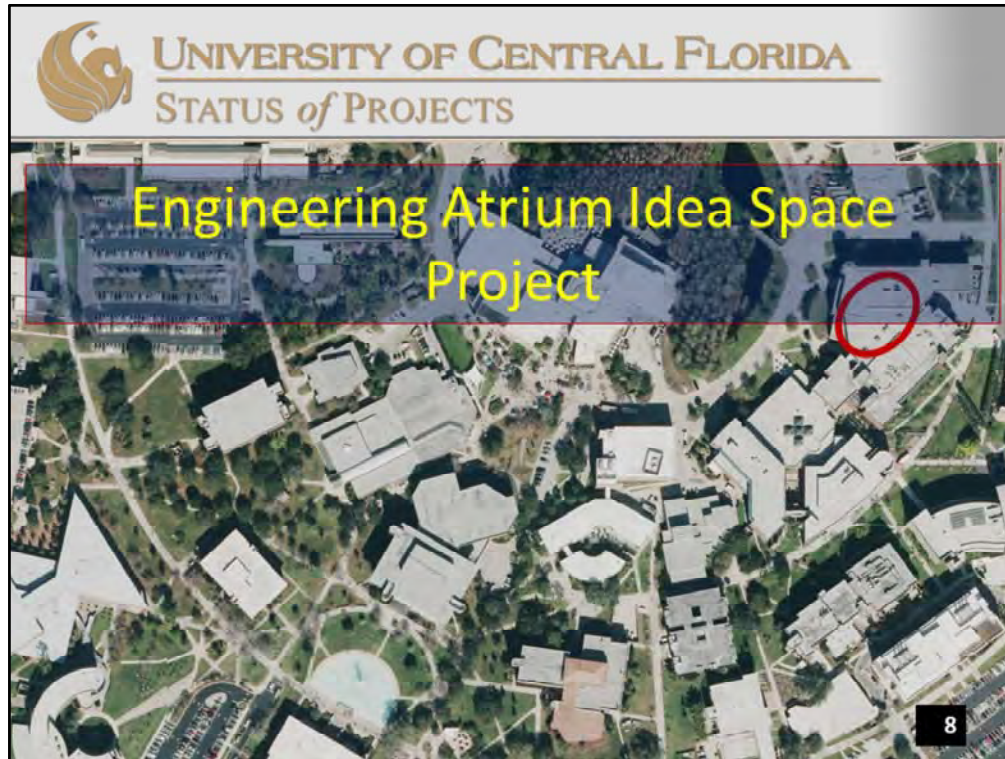 UNIVERSITY OF CENTRAL FLORIDA
STATUS of PROJECTS
Engineering Atrium Idea Space
Project
8